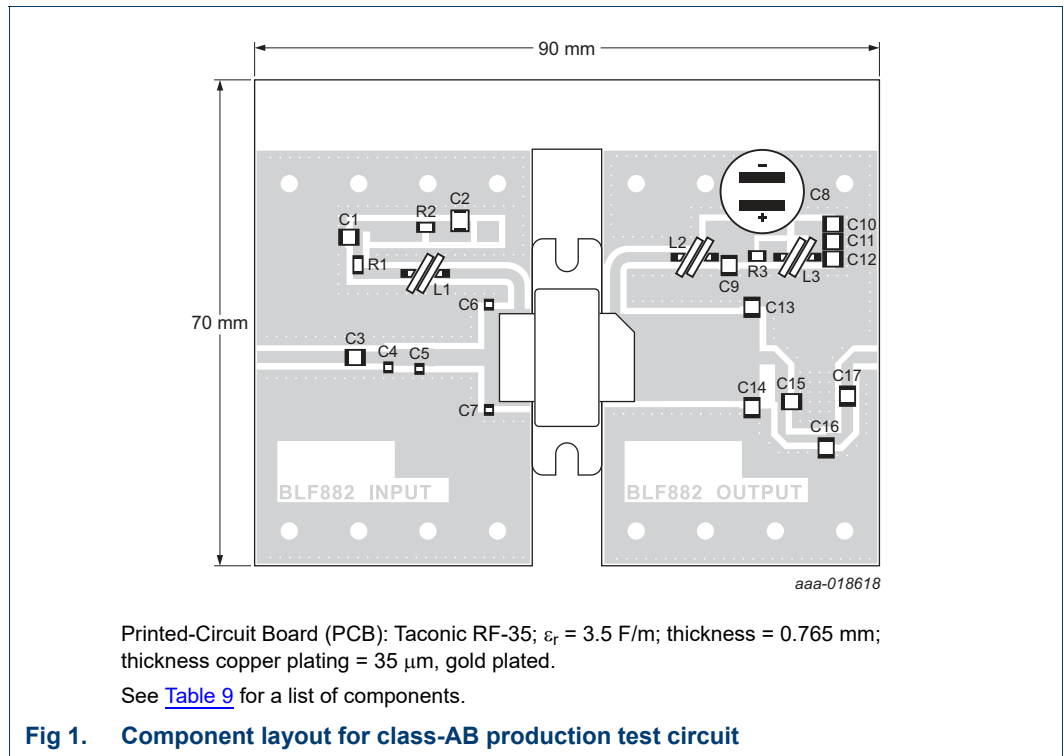 90 mm
70 mm
C1
R2
C2
R1
L1
C6
C3
C4
C5
C7
BLF882 INPUT
-
+
C8
L2
C9
R3
L3
C10
C11
C12
C13
C14
C15
C17
C16
BLF882 OUTPUT
aaa-018618
Printed-Circuit Board (PCB): Taconic RF-35; εr = 3.5 F/m; thickness = 0.765 mm;
thickness copper plating = 35 μm, gold plated.
See Table 9 for a list of components.
Fig 1. Component layout for class-AB production test circuit